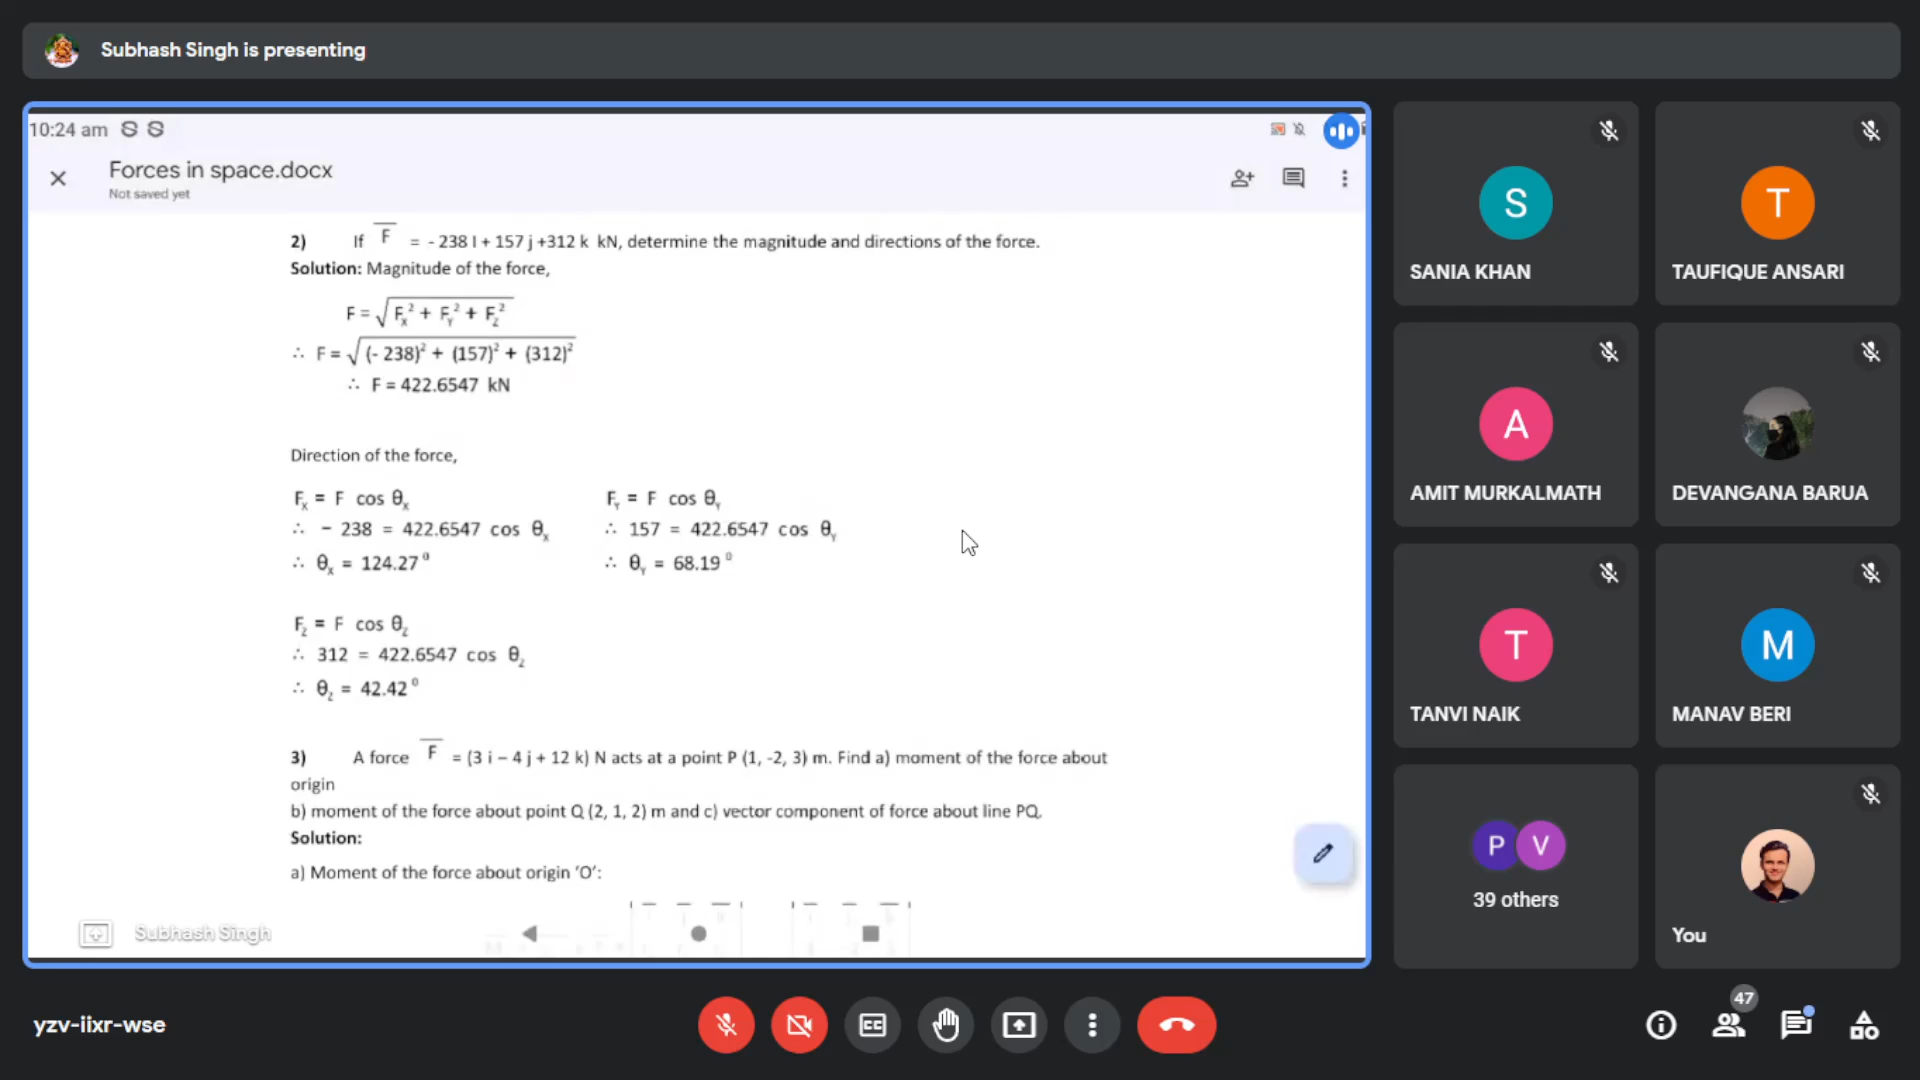 Subhash Singh is presenting
10:24 am
Forces in space.docx
Not saved yet
2) If F = - 238 I + 157 j +312 k kN, determine the magnitude and directions of the force.
Solution: Magnitude of the force,
F = √ Fx² + FY² + FZ²
∴ F = √ (- 238)² + (157)² + (312)²
∴ F = 422.6547 kN
Direction of the force,
Fx = F cos θx
∴ − 238 = 422.6547 cos θx
∴ θx = 124.27⁰
FY = F cos θY
∴ 157 = 422.6547 cos θY
∴ θY = 68.19⁰
FZ = F cos θZ
∴ 312 = 422.6547 cos θZ
∴ θZ = 42.42⁰
3) A force F = (3 i – 4 j + 12 k) N acts at a point P (1, -2, 3) m. Find a) moment of the force about
origin
b) moment of the force about point Q (2, 1, 2) m and c) vector component of force about line PQ.
Solution:
a) Moment of the force about origin ‘O’:
Subhash Singh
S
SANIA KHAN
T
TAUFIQUE ANSARI
A
AMIT MURKALMATH
DEVANGANA BARUA
T
TANVI NAIK
M
MANAV BERI
P V
39 others
You
yzv-iixr-wse
CC
47